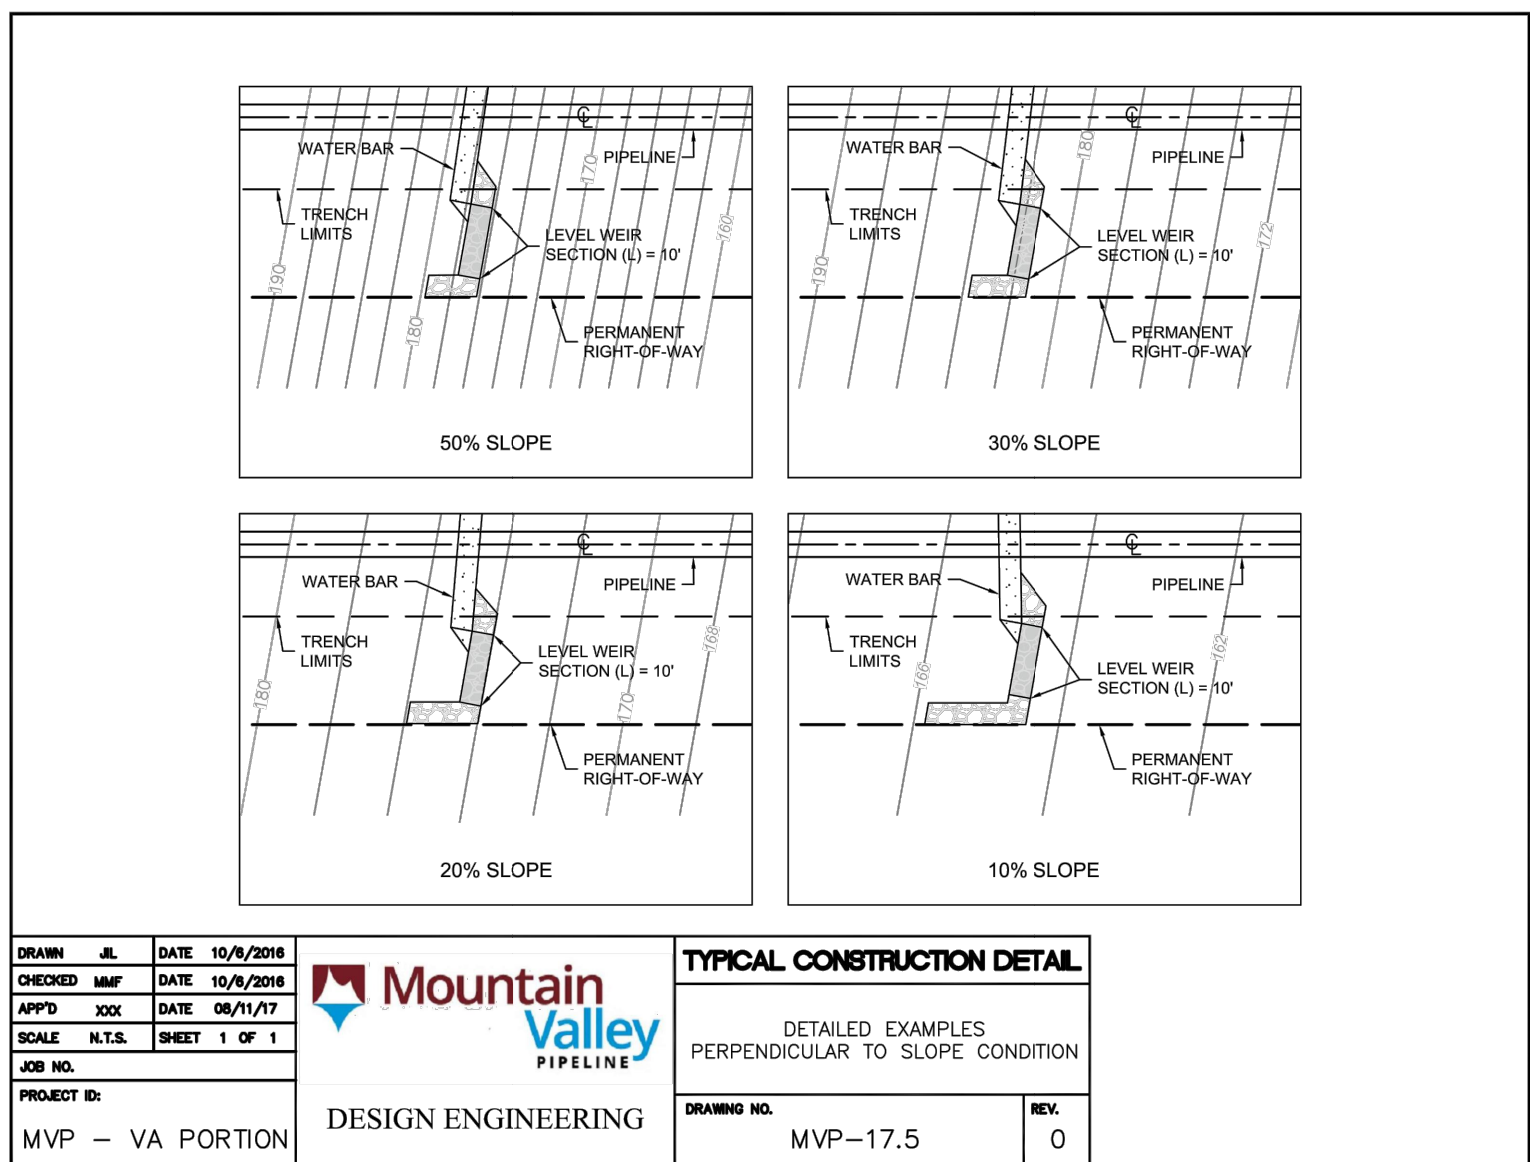 WATER BAR
PIPELINE
TRENCH
LIMITS
LEVEL WEIR
SECTION (L) = 10'
PERMANENT
RIGHT-OF-WAY
190
180
170
160
50% SLOPE
WATER BAR
PIPELINE
TRENCH
LIMITS
LEVEL WEIR
SECTION (L) = 10'
PERMANENT
RIGHT-OF-WAY
190
180
172
30% SLOPE
WATER BAR
PIPELINE
TRENCH
LIMITS
LEVEL WEIR
SECTION (L) = 10'
PERMANENT
RIGHT-OF-WAY
180
170
168
20% SLOPE
WATER BAR
PIPELINE
TRENCH
LIMITS
LEVEL WEIR
SECTION (L) = 10'
PERMANENT
RIGHT-OF-WAY
166
162
10% SLOPE
DRAWN JIL DATE 10/6/2016
CHECKED MMF DATE 10/6/2016
APP'D XXX DATE 08/11/17
SCALE N.T.S. SHEET 1 OF 1
JOB NO.
PROJECT ID:
MVP - VA PORTION
Mountain
Valley
PIPELINE
DESIGN ENGINEERING
TYPICAL CONSTRUCTION DETAIL
DETAILED EXAMPLES
PERPENDICULAR TO SLOPE CONDITION
DRAWING NO.
MVP-17.5
REV.
0